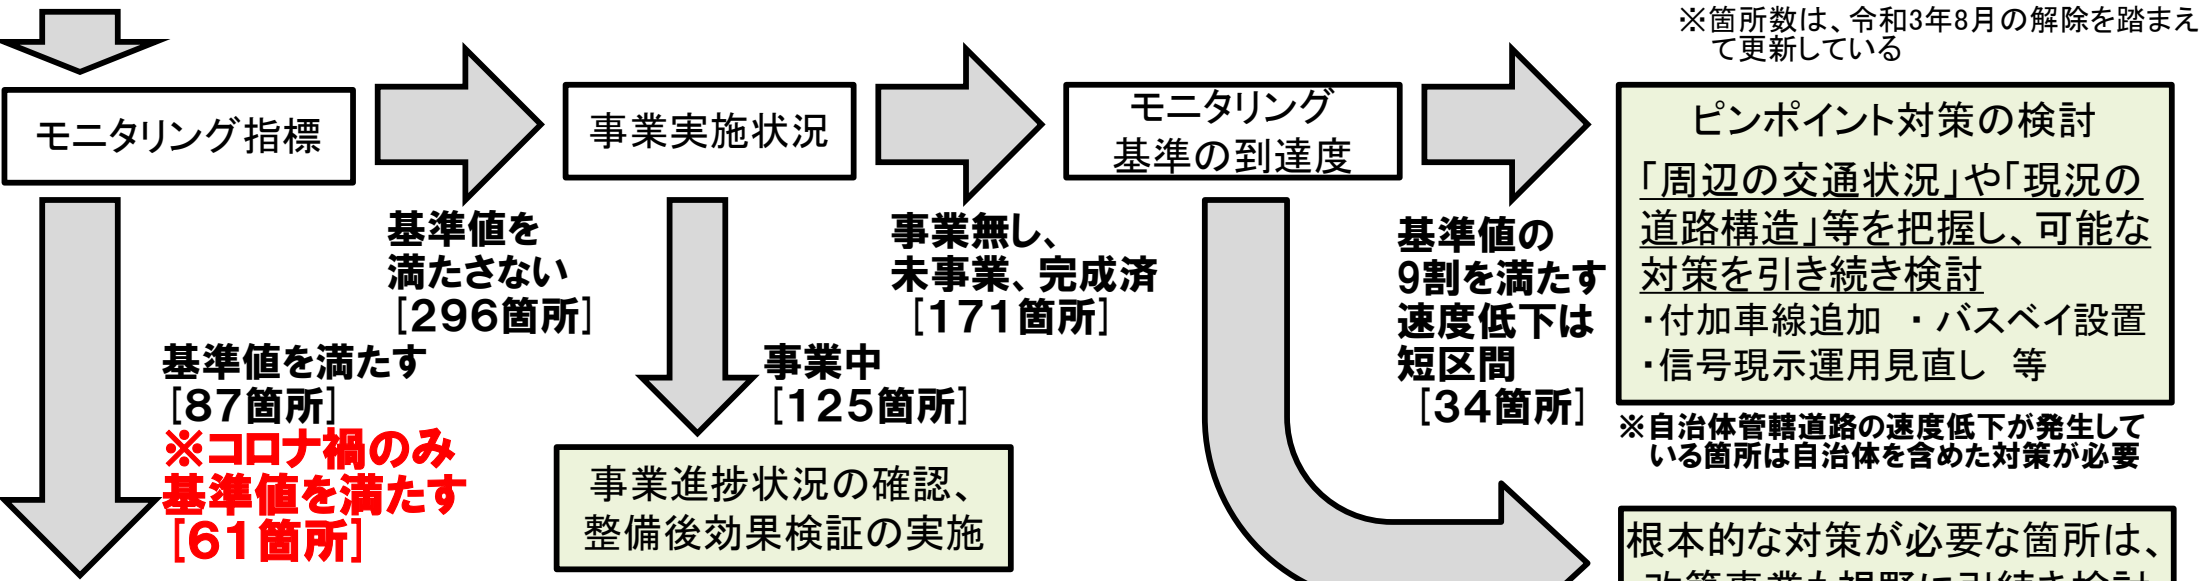 ※箇所数は、令和3年8月の解除を踏まえ
て更新している
モニタリング指標
事業実施状況
モニタリング
基準の到達度
ピンポイント対策の検討
「周辺の交通状況」や「現況の
道路構造」等を把握し、可能な
対策を引き続き検討
・付加車線追加 ・バスベイ設置
・信号現示運用見直し 等
基準値を
満たさない
[296箇所]
事業無し、
未事業、完成済
[171箇所]
基準値の
9割を満たす
速度低下は
短区間
[34箇所]
基準値を満たす
[87箇所]
※コロナ禍のみ
基準値を満たす
[61箇所]
事業中
[125箇所]
※自治体管轄道路の速度低下が発生して
いる箇所は自治体を含めた対策が必要
事業進捗状況の確認、
整備後効果検証の実施
根本的な対策が必要な箇所は、
改築事業も視野に引続き検討